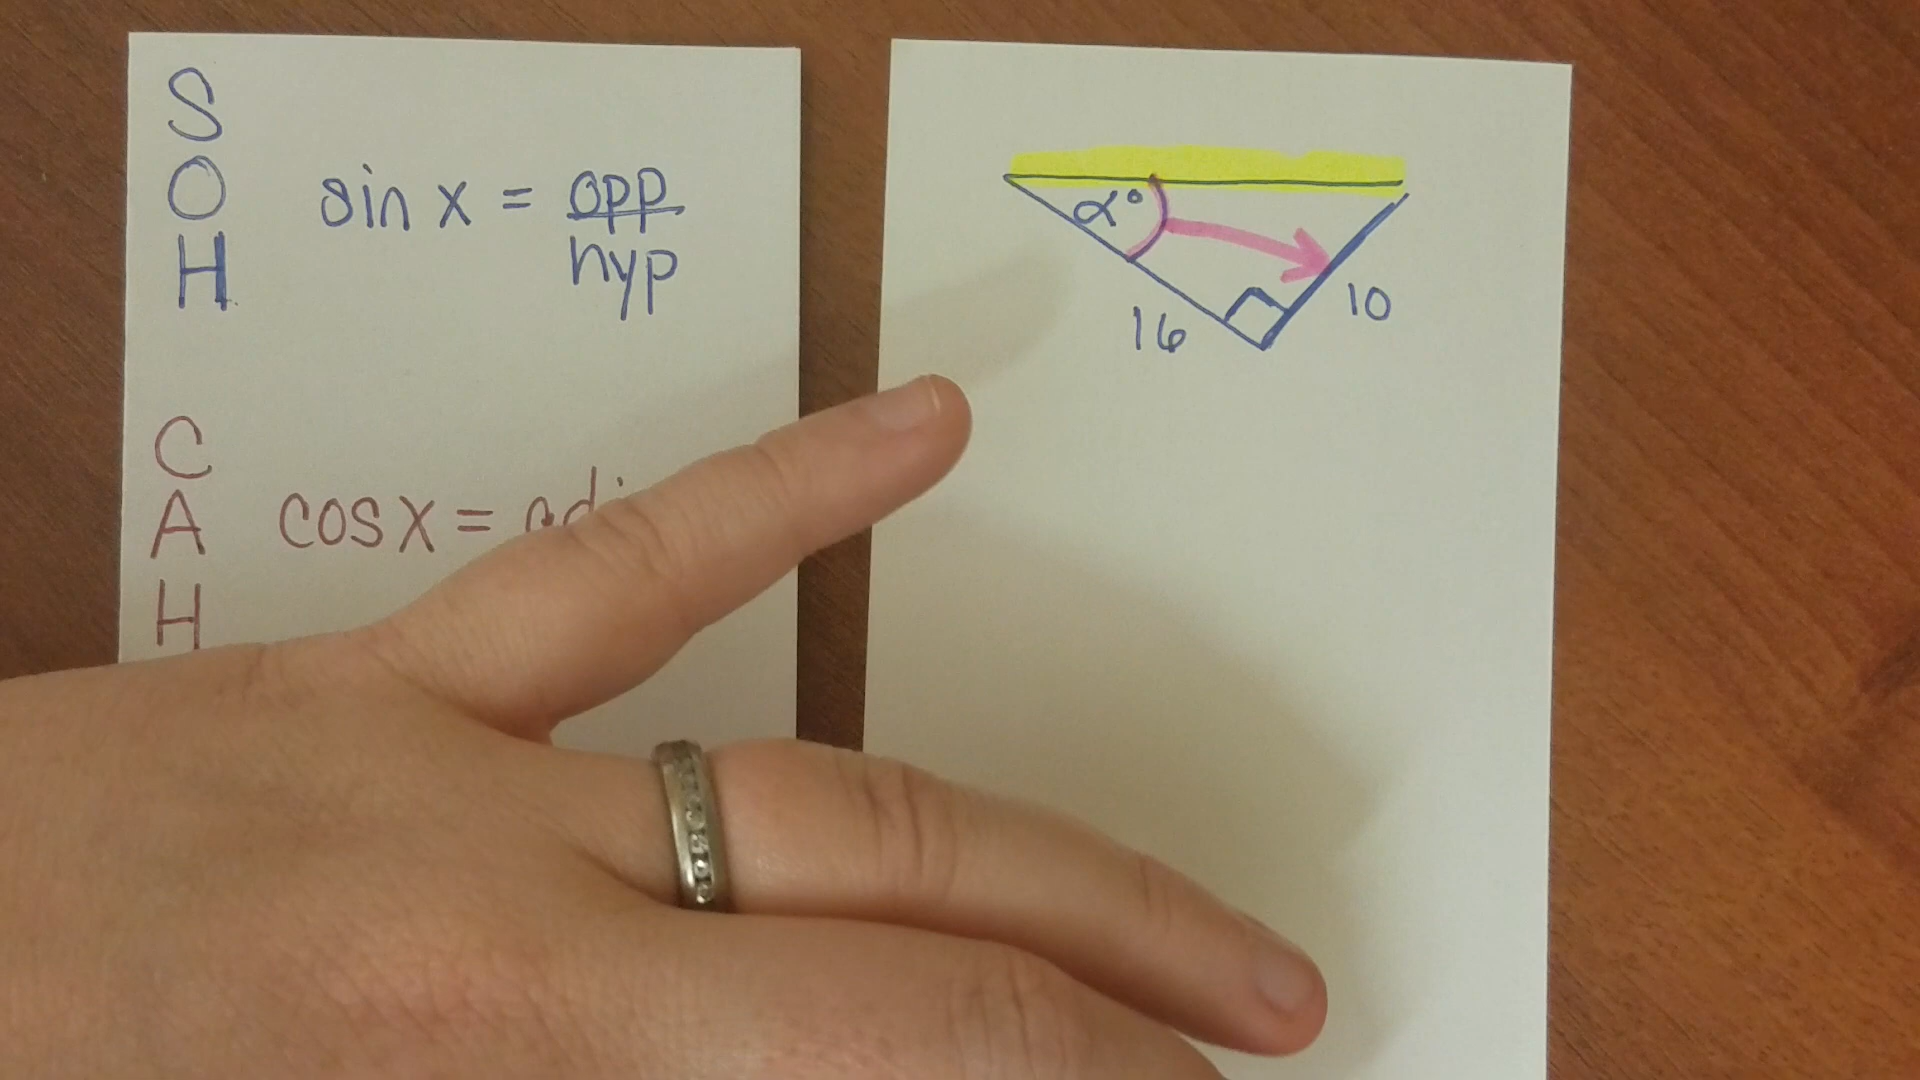 S
O
H
sin x = opp
hyp
C
A
H
cos x =
α°
16
10